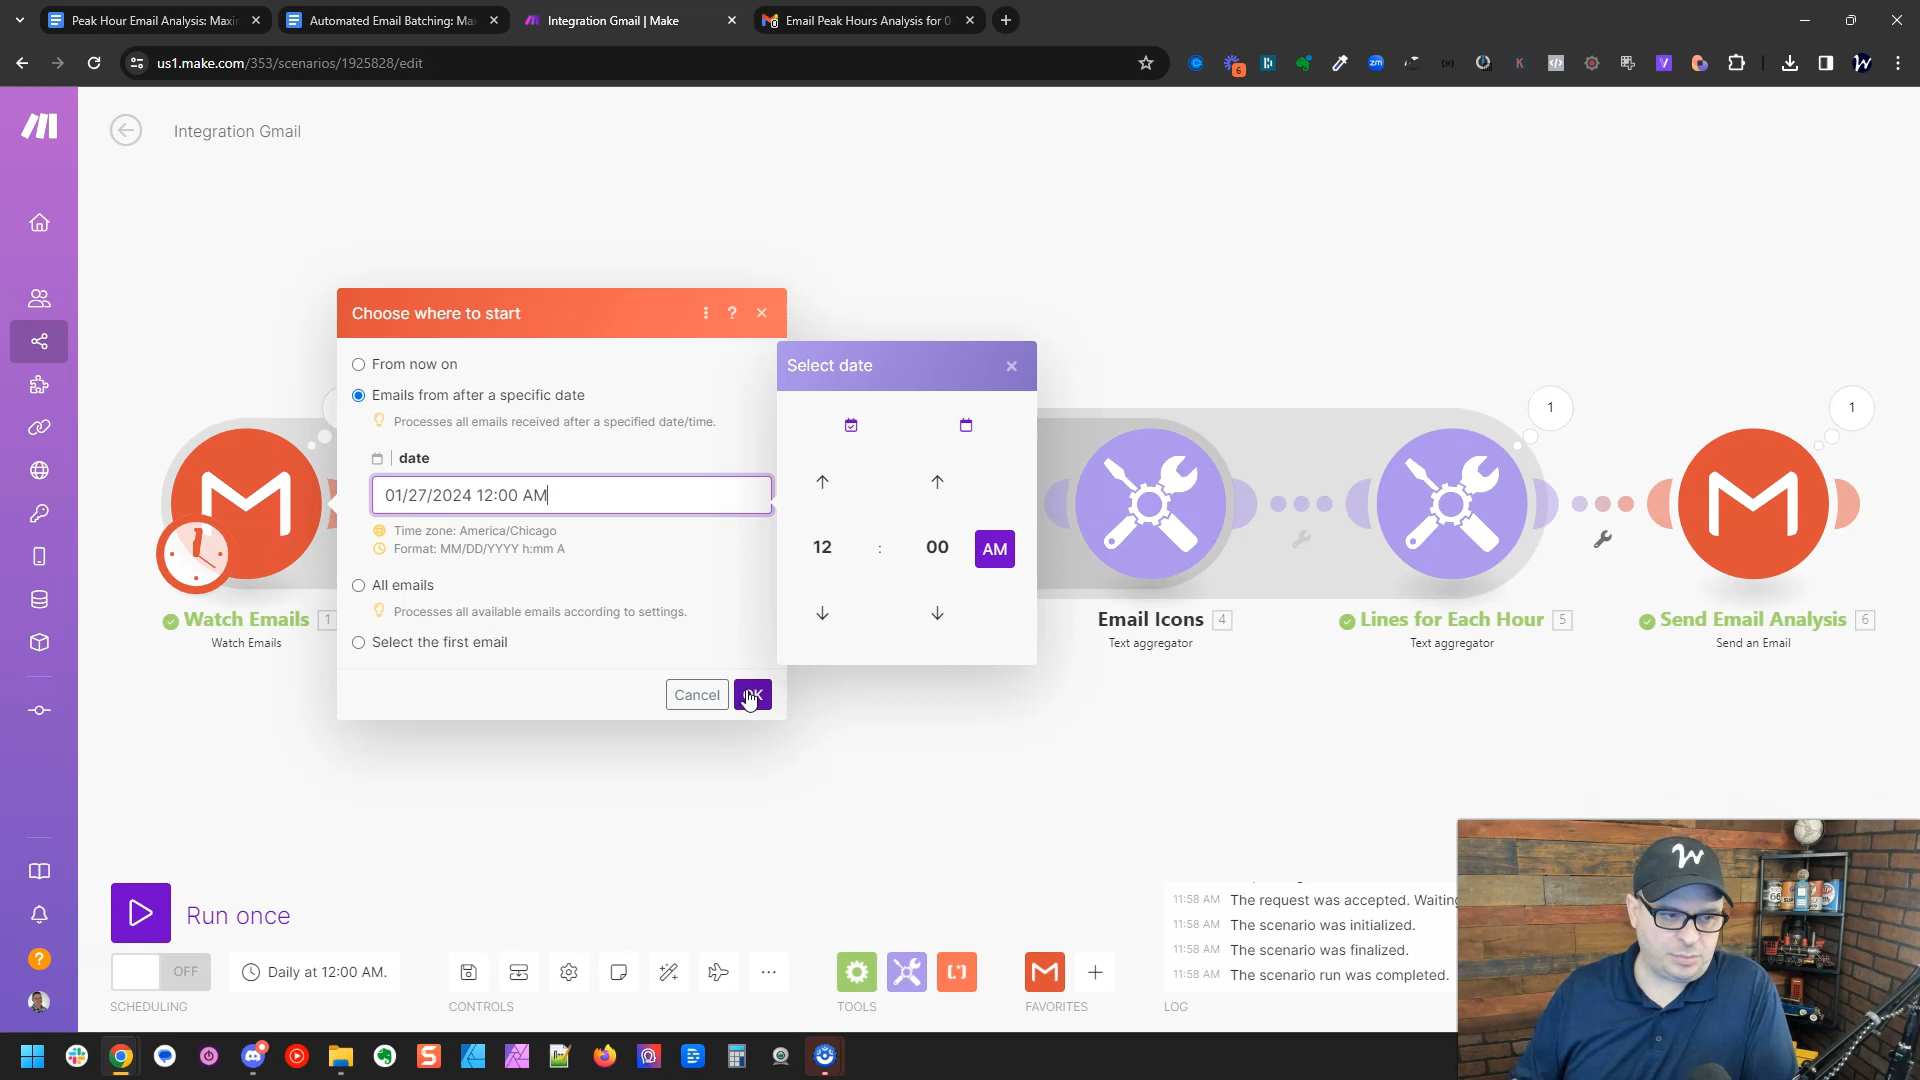 Peak Hour Email Analysis: Maxi
Automated Email Batching: Ma
Integration Gmail | Make
Email Peak Hours Analysis for 0
us1.make.com/353/scenarios/1925828/edit
6
Integration Gmail
Choose where to start
?
From now on
Emails from after a specific date
Processes all emails received after a specified date/time.
date
01/27/2024 12:00 AM
Time zone: America/Chicago
Format: MM/DD/YYYY h:mm A
All emails
Processes all available emails according to settings.
Select the first email
Cancel
OK
Select date
12 : 00 AM
1
1
Watch Emails 1
Watch Emails
Email Icons 4
Text aggregator
Lines for Each Hour 5
Text aggregator
Send Email Analysis 6
Send an Email
Run once
OFF
Daily at 12:00 AM.
SCHEDULING
CONTROLS
TOOLS
FAVORITES
LOG
11:58 AM The request was accepted. Waiting
11:58 AM The scenario was initialized.
11:58 AM The scenario was finalized.
11:58 AM The scenario run was completed.